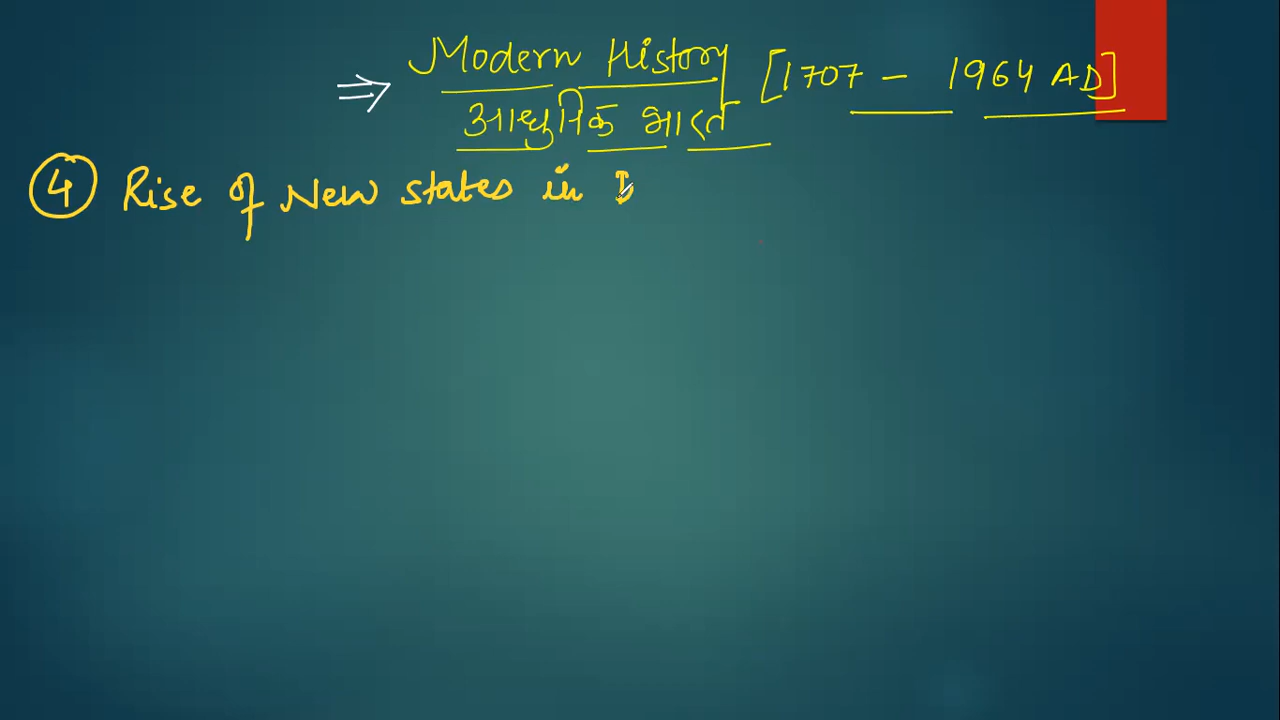 ⇒ Modern History [1707 - 1964 AD]
आधुनिक भारत
④ Rise of New states in I